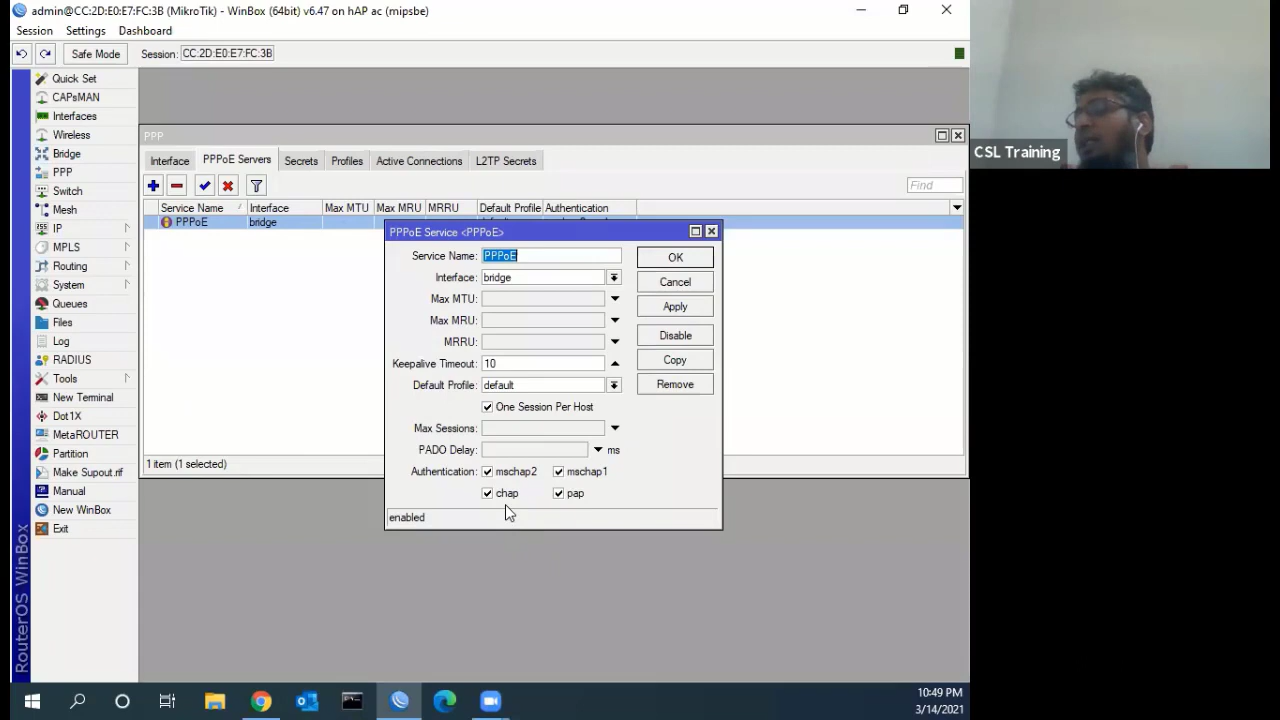 admin@CC:2D:E0:E7:FC:3B (MikroTik) - WinBox (64bit) v6.47 on hAP ac (mipsbe)
Session Settings Dashboard
Safe Mode Session: CC:2D:E0:E7:FC:3B
Quick Set
CAPsMAN
Interfaces
Wireless
Bridge
PPP
Switch
Mesh
IP
MPLS
Routing
System
Queues
Files
Log
RADIUS
Tools
New Terminal
Dot1X
MetaROUTER
Partition
Make Supout.rif
Manual
New WinBox
Exit
RouterOS WinBox
PPP
Interface PPPoE Servers Secrets Profiles Active Connections L2TP Secrets
Find
Service Name Interface Max MTU Max MRU MRRU Default Profile Authentication
PPPoE bridge
1 item (1 selected)
PPPoE Service <PPPoE>
Service Name: PPPoE
Interface: bridge
Max MTU:
Max MRU:
MRRU:
Keepalive Timeout: 10
Default Profile: default
One Session Per Host
Max Sessions:
PADO Delay: ms
Authentication: mschap2 mschap1
chap pap
enabled
OK
Cancel
Apply
Disable
Copy
Remove
CSL Training
10:49 PM
3/14/2021